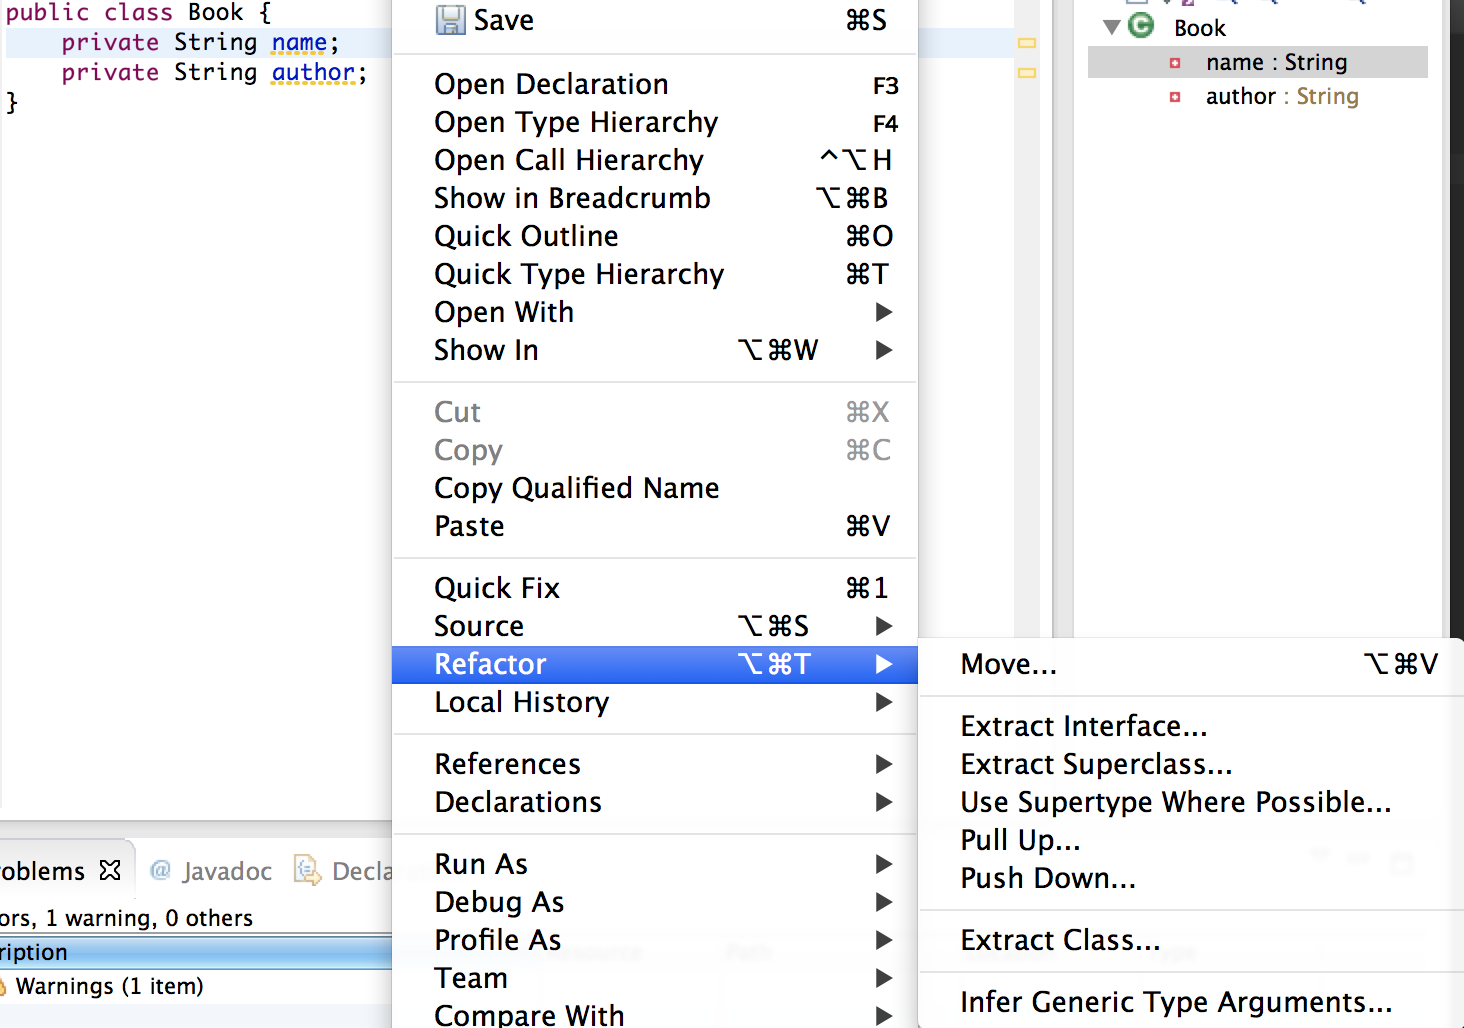 public class Book {
private String name;
private String author;
}
Save ⌘S
Open Declaration F3
Open Type Hierarchy F4
Open Call Hierarchy ^⌥H
Show in Breadcrumb ⌥⌘B
Quick Outline ⌘O
Quick Type Hierarchy ⌘T
Open With ▶
Show In ⌥⌘W ▶
Cut ⌘X
Copy ⌘C
Copy Qualified Name
Paste ⌘V
Quick Fix ⌘1
Source ⌥⌘S ▶
Refactor ⌥⌘T ▶
Local History ▶
References ▶
Declarations ▶
Run As ▶
Debug As ▶
Profile As ▶
Team ▶
Compare With ▶
Move... ⌥⌘V
Extract Interface...
Extract Superclass...
Use Supertype Where Possible...
Pull Up...
Push Down...
Extract Class...
Infer Generic Type Arguments...
Book
name : String
author : String
oblems @ Javadoc Decla
ors, 1 warning, 0 others
ription Resource Path Location Type
Warnings (1 item)